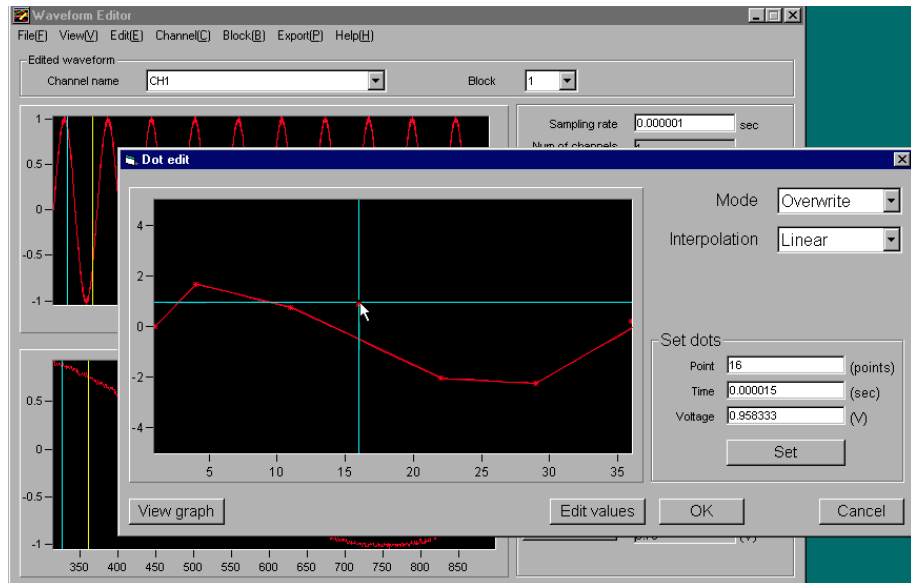 Waveform Editor
File(F) View(V) Edit(E) Channel(C) Block(B) Export(P) Help(H)
Edited waveform
Channel name CH1 Block 1
Sampling rate 0.000001 sec
Num of channels
1
0.5
0
-0.5
-1
Dot edit
4
2
0
-2
-4
5 10 15 20 25 30 35
Mode Overwrite
Interpolation Linear
Set dots
Point 16 (points)
Time 0.000015 (sec)
Voltage 0.958333 (V)
Set
View graph Edit values OK Cancel
0.5
0
-0.5
-1
350 400 450 500 550 600 650 700 750 800 850